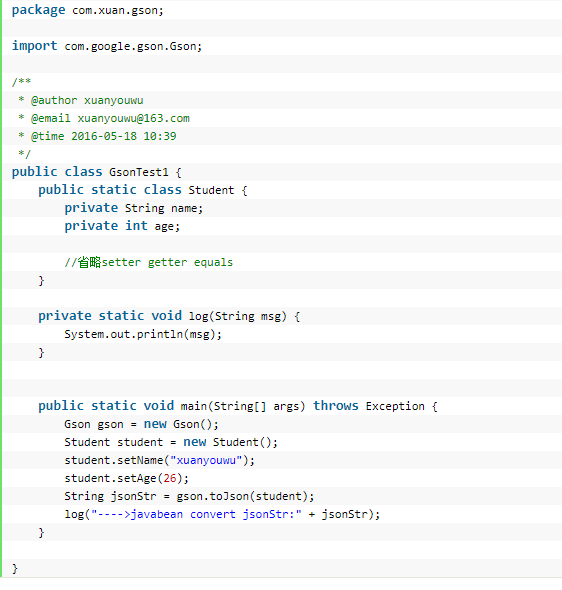 package com.xuan.gson;
import com.google.gson.Gson;
/**
 * @author xuanyouwu
 * @email xuanyouwu@163.com
 * @time 2016-05-18 10:39
 */
public class GsonTest1 {
    public static class Student {
        private String name;
        private int age;
        //省略setter getter equals
    }
    private static void log(String msg) {
        System.out.println(msg);
    }
    public static void main(String[] args) throws Exception {
        Gson gson = new Gson();
        Student student = new Student();
        student.setName("xuanyouwu");
        student.setAge(26);
        String jsonStr = gson.toJson(student);
        log("---->javabean convert jsonStr:" + jsonStr);
    }
}